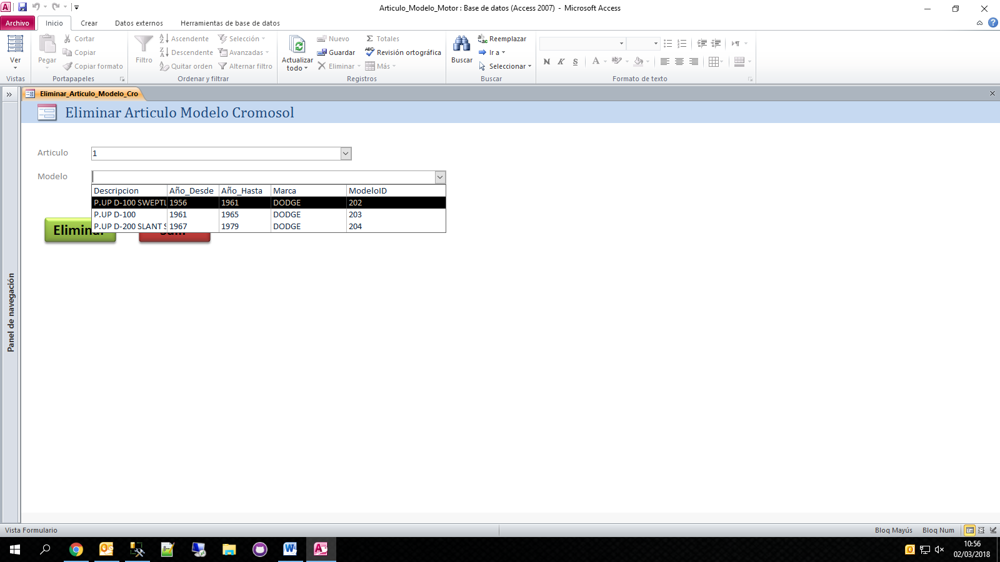 Articulo_Modelo_Motor : Base de datos (Access 2007)  -  Microsoft Access
Archivo Inicio Crear Datos externos Herramientas de base de datos
Ver
Vistas
Pegar
Cortar
Copiar
Copiar formato
Portapapeles
Filtro
Ascendente
Descendente
Quitar orden
Selección
Avanzadas
Alternar filtro
Ordenar y filtrar
Actualizar
todo
Nuevo
Guardar
Eliminar
Totales
Revisión ortográfica
Más
Registros
Buscar
Reemplazar
Ir a
Seleccionar
Buscar
N K S
Formato de texto
Eliminar_Articulo_Modelo_Cro
Eliminar Articulo Modelo Cromosol
Articulo 1
Modelo
Descripcion Año_Desde Año_Hasta Marca ModeloID
P.UP D-100 SWEPTL 1956 1961 DODGE 202
P.UP D-100 1961 1965 DODGE 203
P.UP D-200 SLANT S 1967 1979 DODGE 204
Eliminar
Panel de navegación
Vista Formulario
Bloq Mayús Bloq Num
10:56
02/03/2018